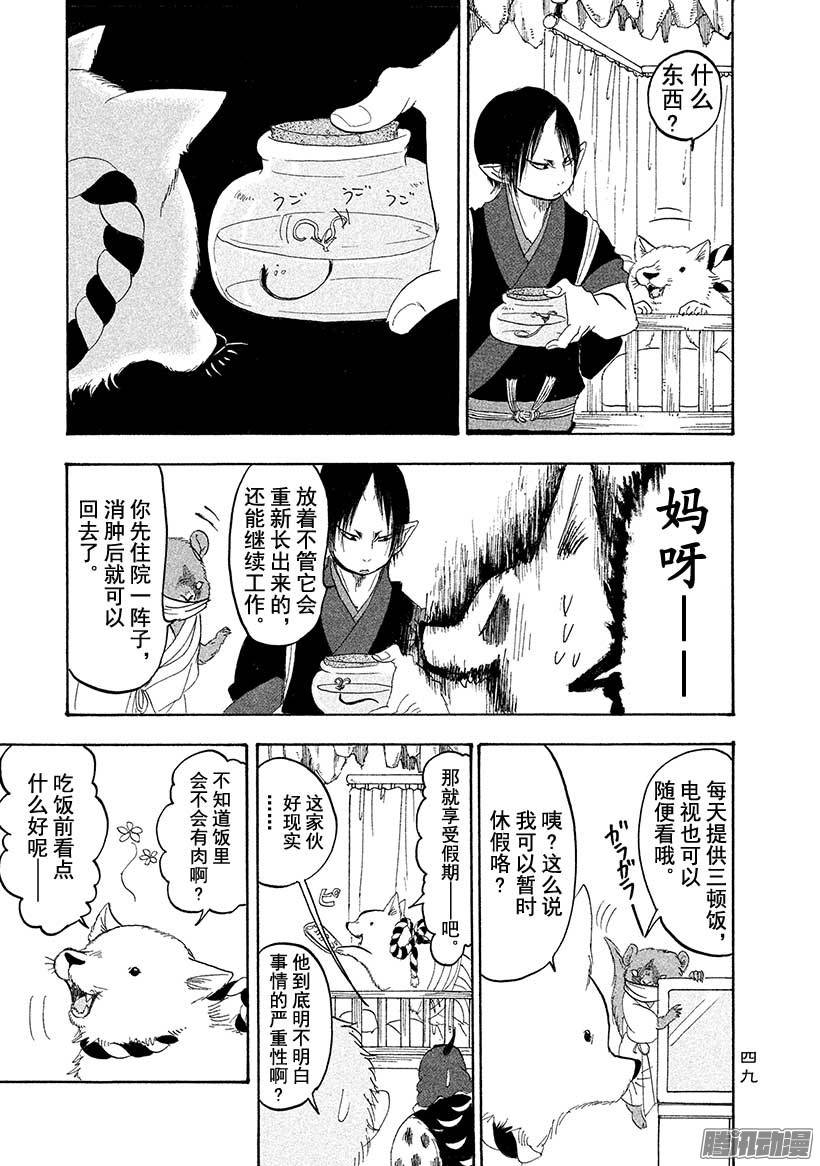 什么
东西?
うご
うご
うご
妈呀——
放着不管它会
重新长出来的，
还能继续工作。
你先住院一阵子，
消肿后就可以
回去了。
每天提供三顿饭，
电视也可以
随便看哦。
ガラガラー
咦？这么说
我可以暂时
休假咯？
那就享受假期——吧。
ピ
这家伙
好现实
……
他到底明不明白
事情的严重性啊？
不知道饭里
会不会有肉啊？
吃饭前看点
什么好呢——
四九
腾讯动漫